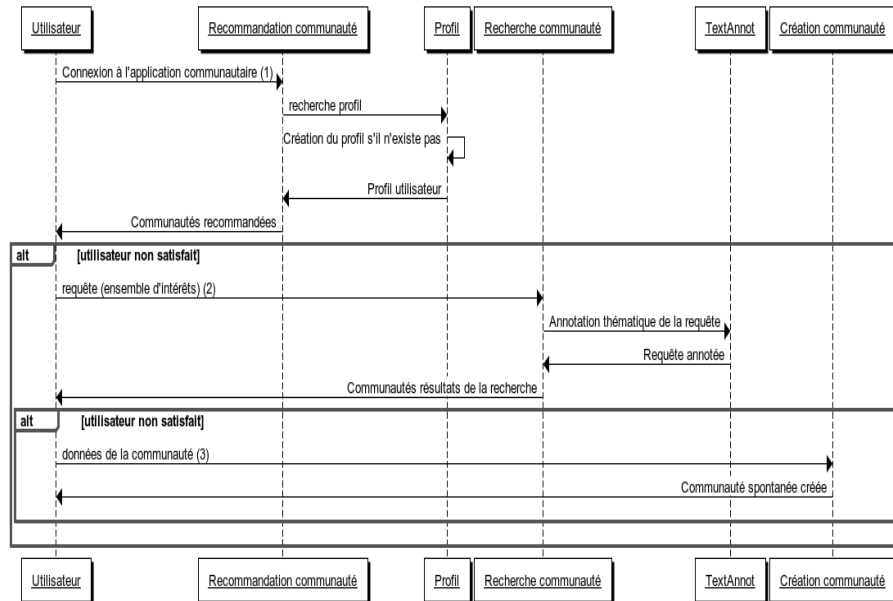 Utilisateur
Recommandation communauté
Profil
Recherche communauté
TextAnnot
Création communauté
Connexion à l'application communautaire (1)
recherche profil
Création du profil s'il n'existe pas
Profil utilisateur
Communautés recommandées
alt
[utilisateur non satisfait]
requête (ensemble d'intérêts) (2)
Annotation thématique de la requête
Requête annotée
Communautés résultats de la recherche
alt
[utilisateur non satisfait]
données de la communauté (3)
Communauté spontanée créée
Utilisateur
Recommandation communauté
Profil
Recherche communauté
TextAnnot
Création communauté